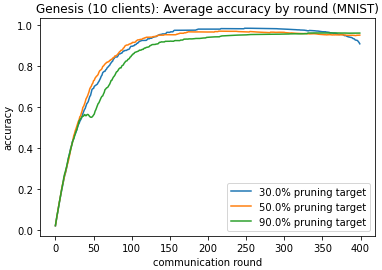 Genesis (10 clients): Average accuracy by round (MNIST)
accuracy
1.0
0.8
0.6
0.4
0.2
0.0
30.0% pruning target
50.0% pruning target
90.0% pruning target
0 50 100 150 200 250 300 350 400
communication round